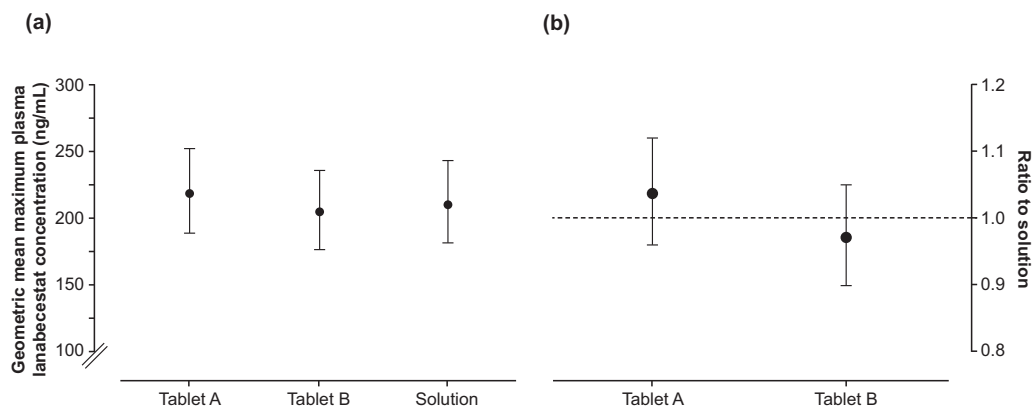 (a)
Geometric mean maximum plasma
lanabecestat concentration (ng/mL)
300
250
200
150
100
Tablet A
Tablet B
Solution
(b)
1.2
1.1
1.0
0.9
0.8
Ratio to
solution
Tablet A
Tablet B